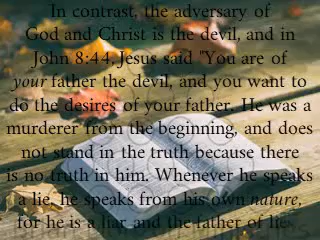 In contrast, the adversary of
God and Christ is the devil, and in
John 8:44, Jesus said "You are of
your father the devil, and you want to
do the desires of your father. He was a
murderer from the beginning, and does
not stand in the truth because there
is no truth in him. Whenever he speaks
a lie, he speaks from his own nature,
for he is a liar and the father of lie